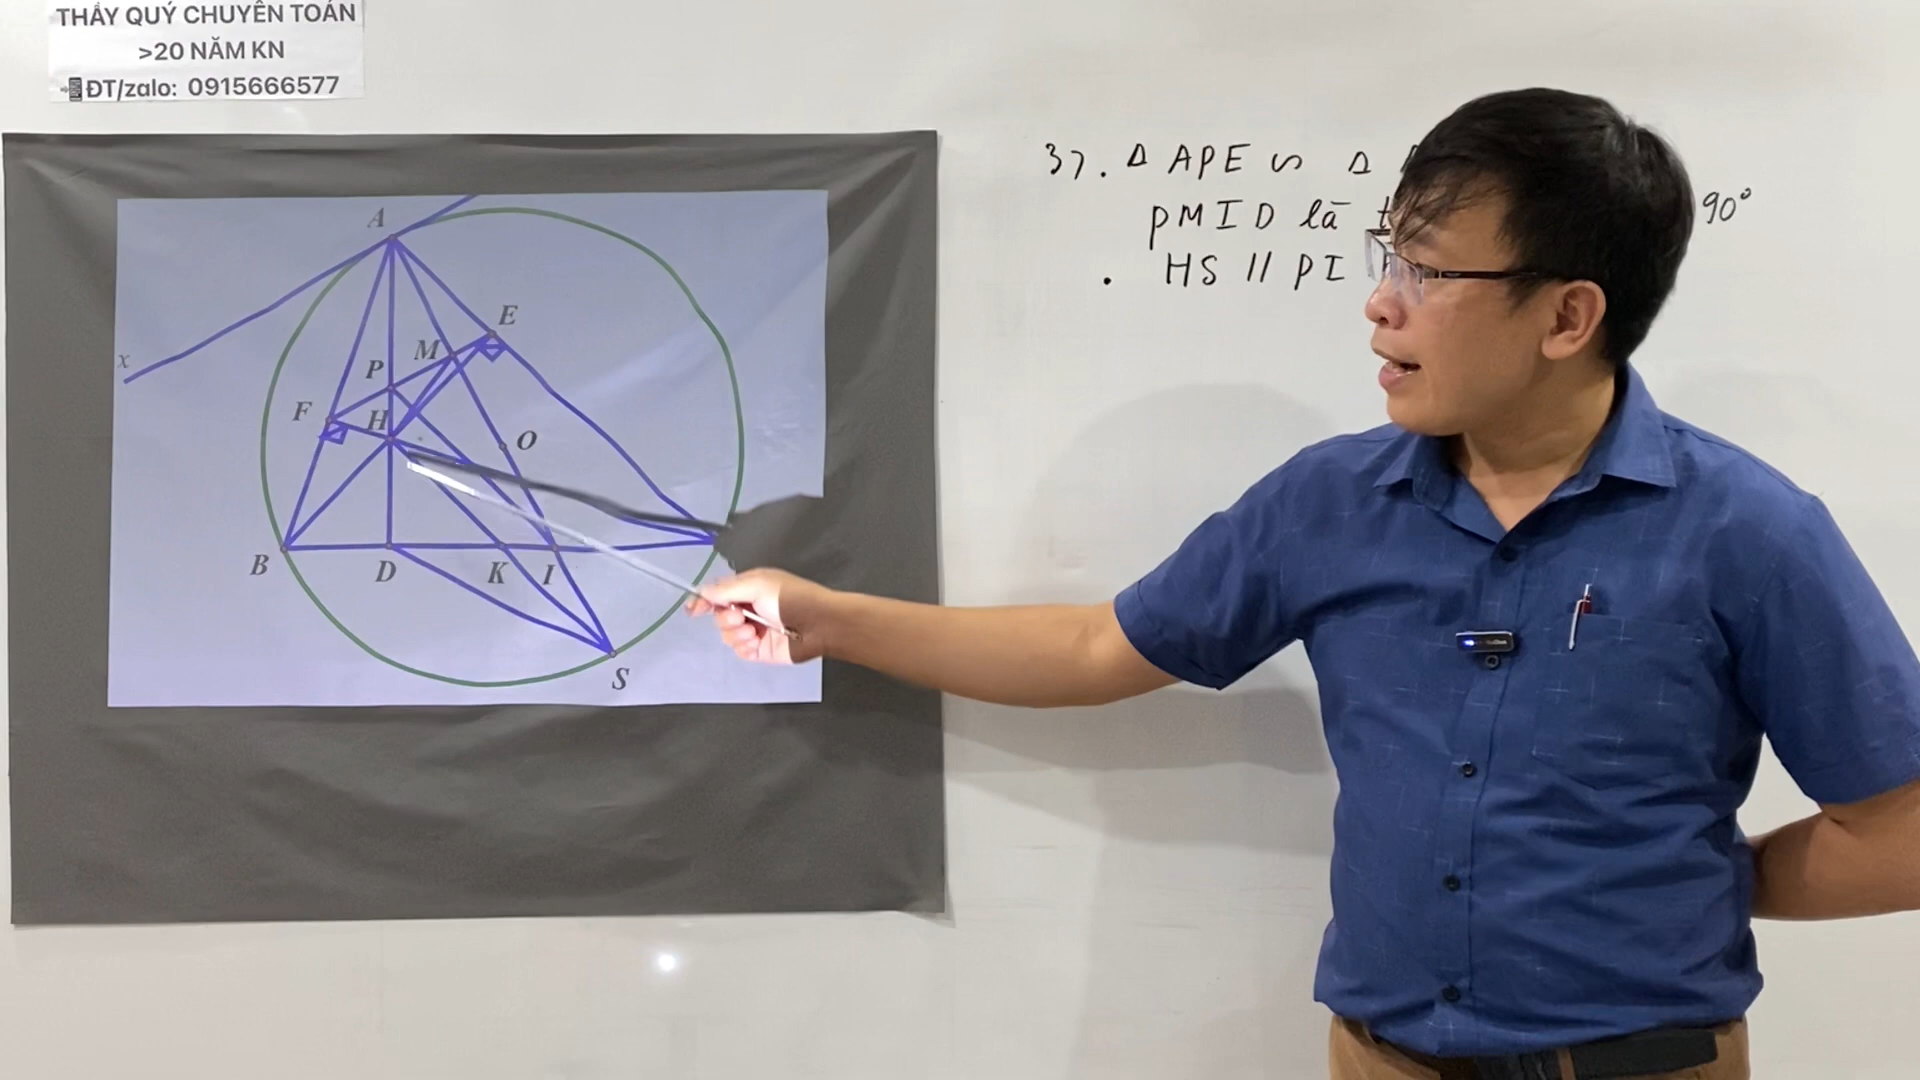 THẦY QUÝ CHUYÊN TOÁN
>20 NĂM KN
ĐT/zalo: 0915666577
37. Δ APE ∽ Δ
PMID là 90°
. HS // PI
A
E
M
x
P
F
H
O
B
D
K
I
S